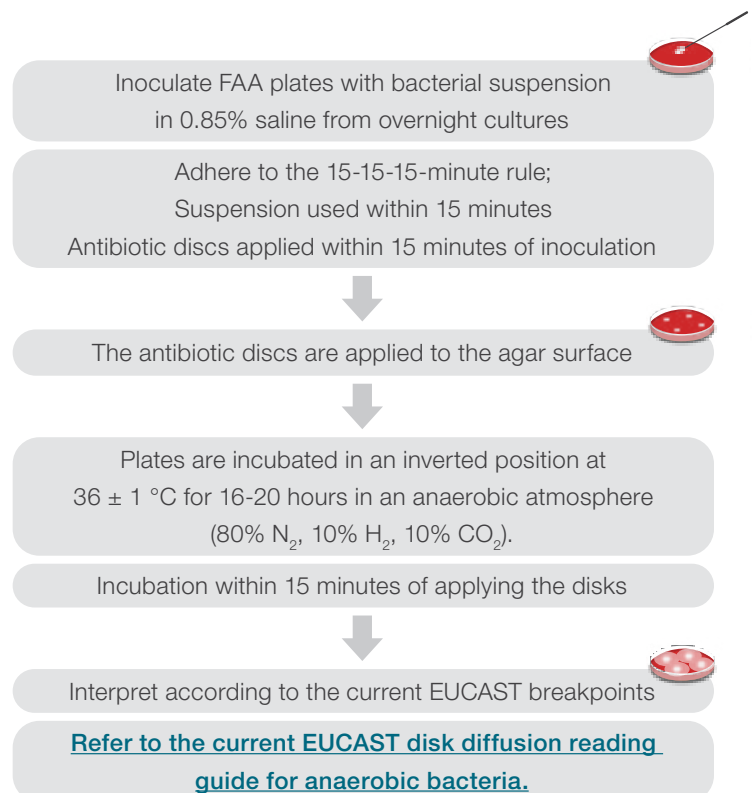 Inoculate FAA plates with bacterial suspension
in 0.85% saline from overnight cultures
Adhere to the 15-15-15-minute rule;
Suspension used within 15 minutes
Antibiotic discs applied within 15 minutes of inoculation
The antibiotic discs are applied to the agar surface
Plates are incubated in an inverted position at
36 ± 1 °C for 16-20 hours in an anaerobic atmosphere
(80% N₂, 10% H₂, 10% CO₂).
Incubation within 15 minutes of applying the disks
Interpret according to the current EUCAST breakpoints
Refer to the current EUCAST disk diffusion reading
guide for anaerobic bacteria.